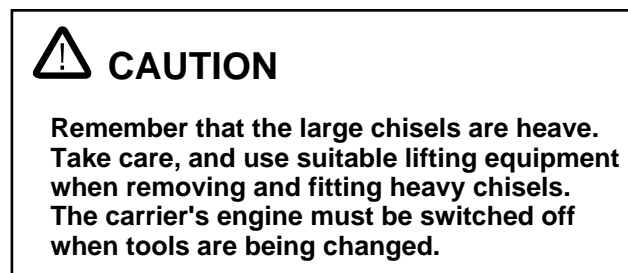 CAUTION
Remember that the large chisels are heave.
Take care, and use suitable lifting equipment
when removing and fitting heavy chisels.
The carrier's engine must be switched off
when tools are being changed.